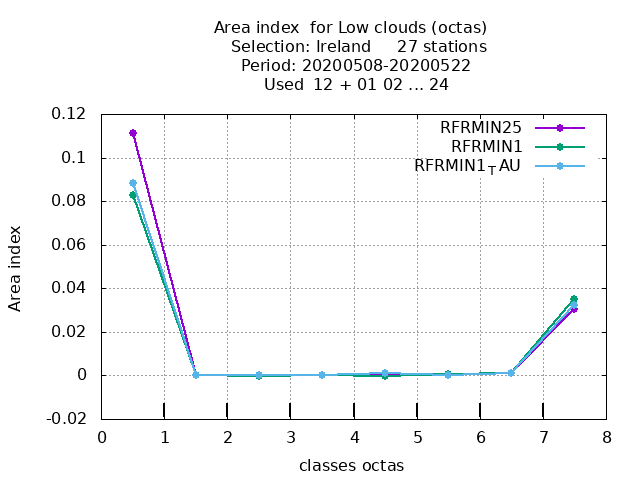 Area index  for Low clouds (octas)
Selection: Ireland     27 stations
Period: 20200508-20200522
Used  12 + 01 02 ... 24
0.12
0.1
0.08
0.06
0.04
0.02
0
-0.02
Area index
RFRMIN25
RFRMIN1
RFRMIN1TAU
0 1 2 3 4 5 6 7 8
classes octas